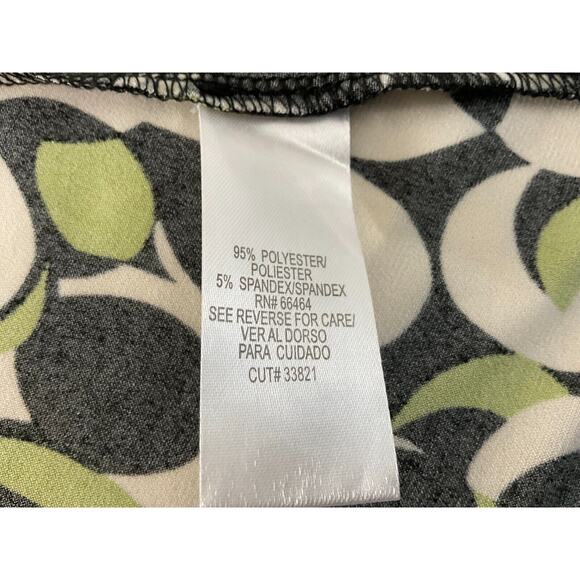 95% POLYESTER/
POLIESTER
5% SPANDEX/SPANDEX
RN# 66464
SEE REVERSE FOR CARE/
VER AL DORSO
PARA CUIDADO
CUT# 33821